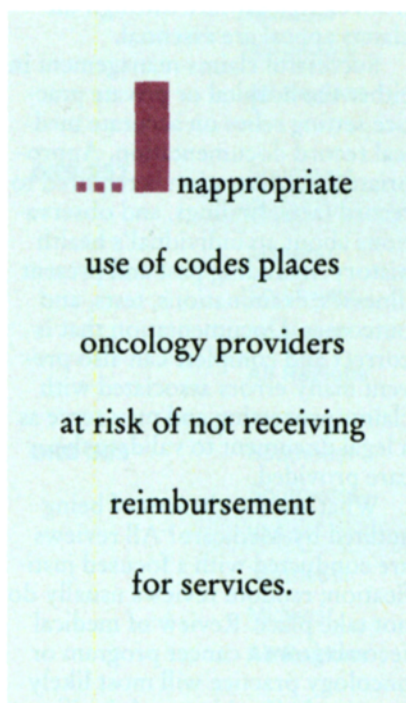 Inappropriate
use of codes places
oncology providers
at risk of not receiving
reimbursement
for services.